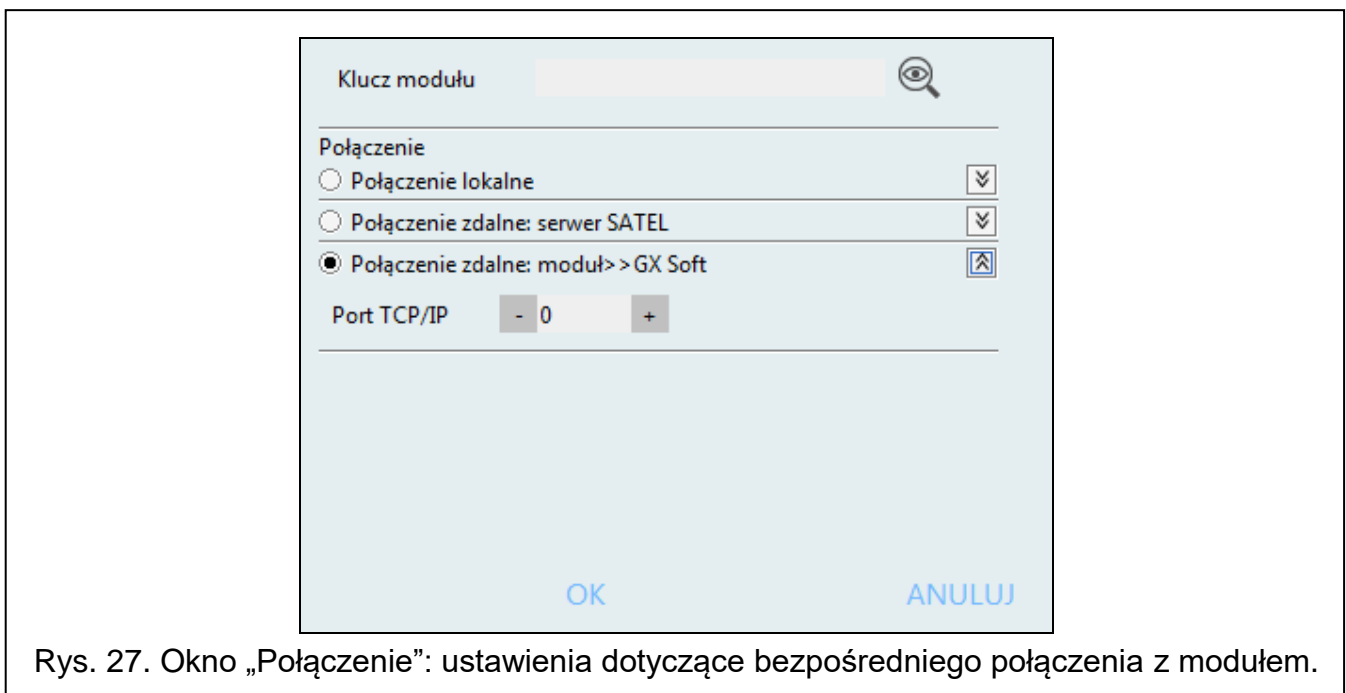 Klucz modułu
Połączenie
Połączenie lokalne
Połączenie zdalne: serwer SATEL
Połączenie zdalne: moduł>>GX Soft
Port TCP/IP - 0 +
OK ANULUJ
Rys. 27. Okno „Połączenie”: ustawienia dotyczące bezpośredniego połączenia z modułem.